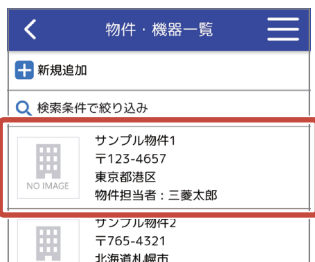 物件・機器一覧
新規追加
検索条件で絞り込み
サンプル物件1
〒123-4657
東京都港区
物件担当者：三菱太郎
NO IMAGE
サンプル物件2
〒765-4321
北海道札幌市